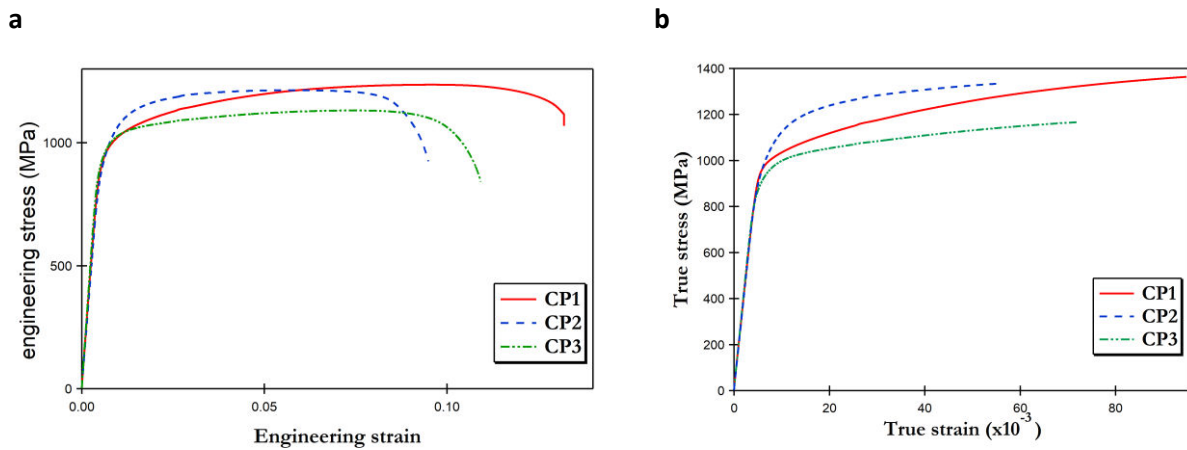 a
engineering stress (MPa)
1000
500
0
0.00
0.05
0.10
Engineering strain
CP1
CP2
CP3
b
True stress (MPa)
1400
1200
1000
800
600
400
200
0
0
20
40
60
80
True strain (x10⁻³)
CP1
CP2
CP3